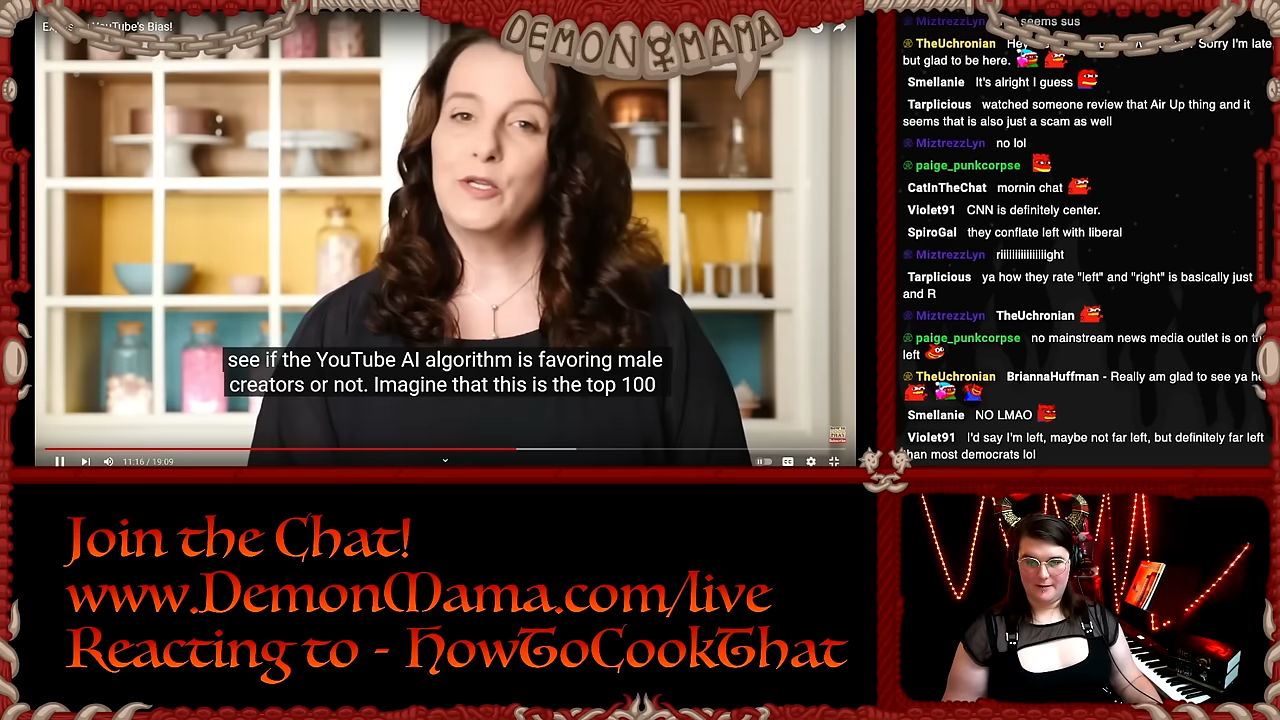 YouTube's Bias!
DEMON MAMA
see if the YouTube AI algorithm is favoring male
creators or not. Imagine that this is the top 100
11:16 / 19:09
MiztrezzLyn seems sus
TheUchronian Sorry I'm late
but glad to be here.
Smellanie It's alright I guess
Tarplicious watched someone review that Air Up thing and it
seems that is also just a scam as well
MiztrezzLyn no lol
paige_punkcorpse
CatInTheChat mornin chat
Violet91 CNN is definitely center.
SpiroGal they conflate left with liberal
MiztrezzLyn riiiiiiiiiiiiiiiight
Tarplicious ya how they rate "left" and "right" is basically just
and R
MiztrezzLyn TheUchronian
paige_punkcorpse no mainstream news media outlet is on
left
TheUchronian BriannaHuffman - Really am glad to see ya
Smellanie NO LMAO
Violet91 I'd say I'm left, maybe not far left, but definitely far left
than most democrats lol
Join the Chat!
www.DemonMama.com/live
Reacting to - HowToCookThat